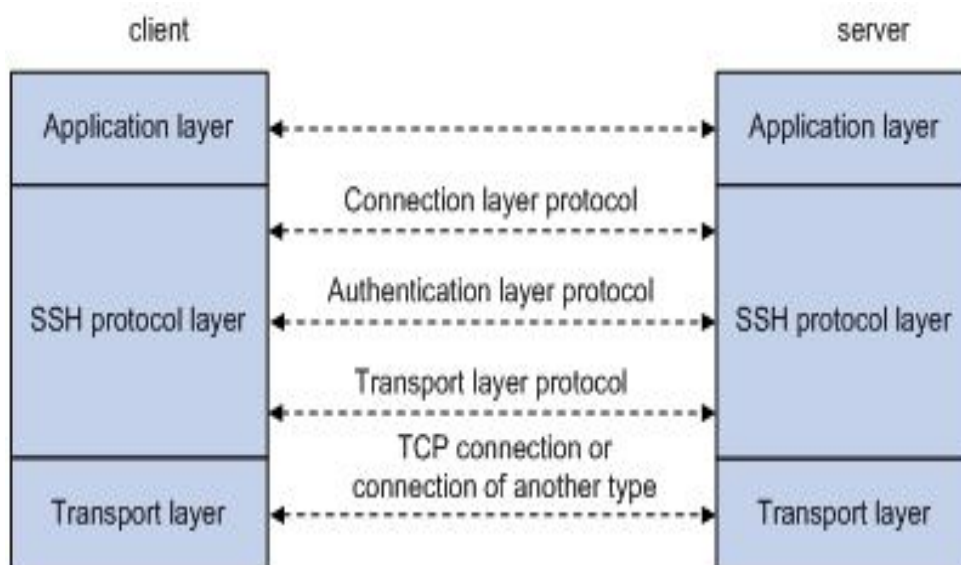 client
server
Application layer
Application layer
Connection layer protocol
Authentication layer protocol
SSH protocol layer
SSH protocol layer
Transport layer protocol
TCP connection or
connection of another type
Transport layer
Transport layer